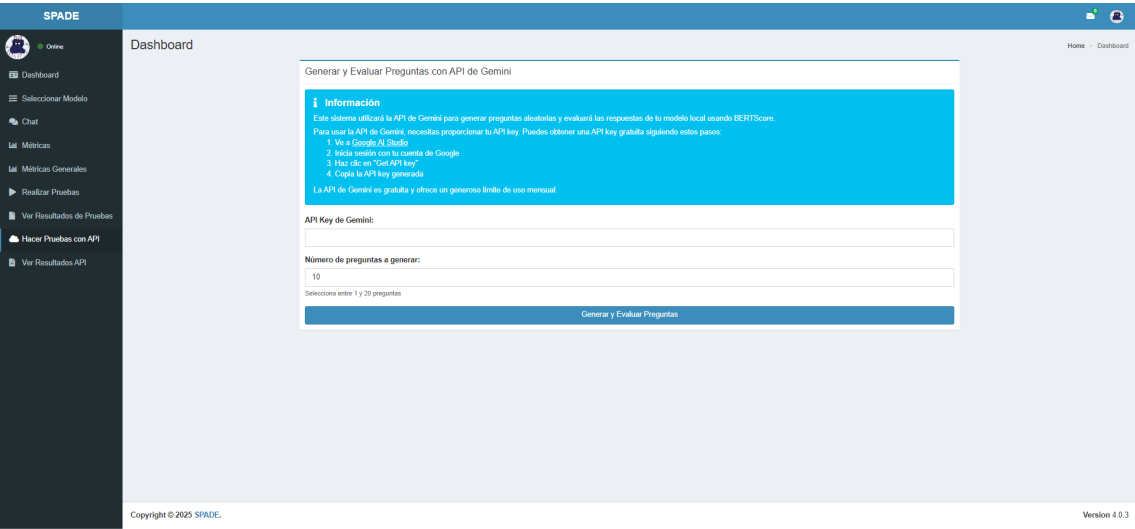 SPADE
0
Online
Dashboard
Seleccionar Modelo
Chat
Métricas
Métricas Generales
Realizar Pruebas
Ver Resultados de Pruebas
Hacer Pruebas con API
Ver Resultados API
Dashboard
Home > Dashboard
Generar y Evaluar Preguntas con API de Gemini
Información
Este sistema utilizará la API de Gemini para generar preguntas aleatorias y evaluará las respuestas de tu modelo local usando BERTScore.
Para usar la API de Gemini, necesitas proporcionar tu API key. Puedes obtener una API key gratuita siguiendo estos pasos:
1. Ve a Google AI Studio
2. Inicia sesión con tu cuenta de Google
3. Haz clic en "Get API key"
4. Copia la API key generada
La API de Gemini es gratuita y ofrece un generoso límite de uso mensual.
API Key de Gemini:
Número de preguntas a generar:
10
Selecciona entre 1 y 20 preguntas
Generar y Evaluar Preguntas
Copyright © 2025 SPADE.
Version 4.0.3